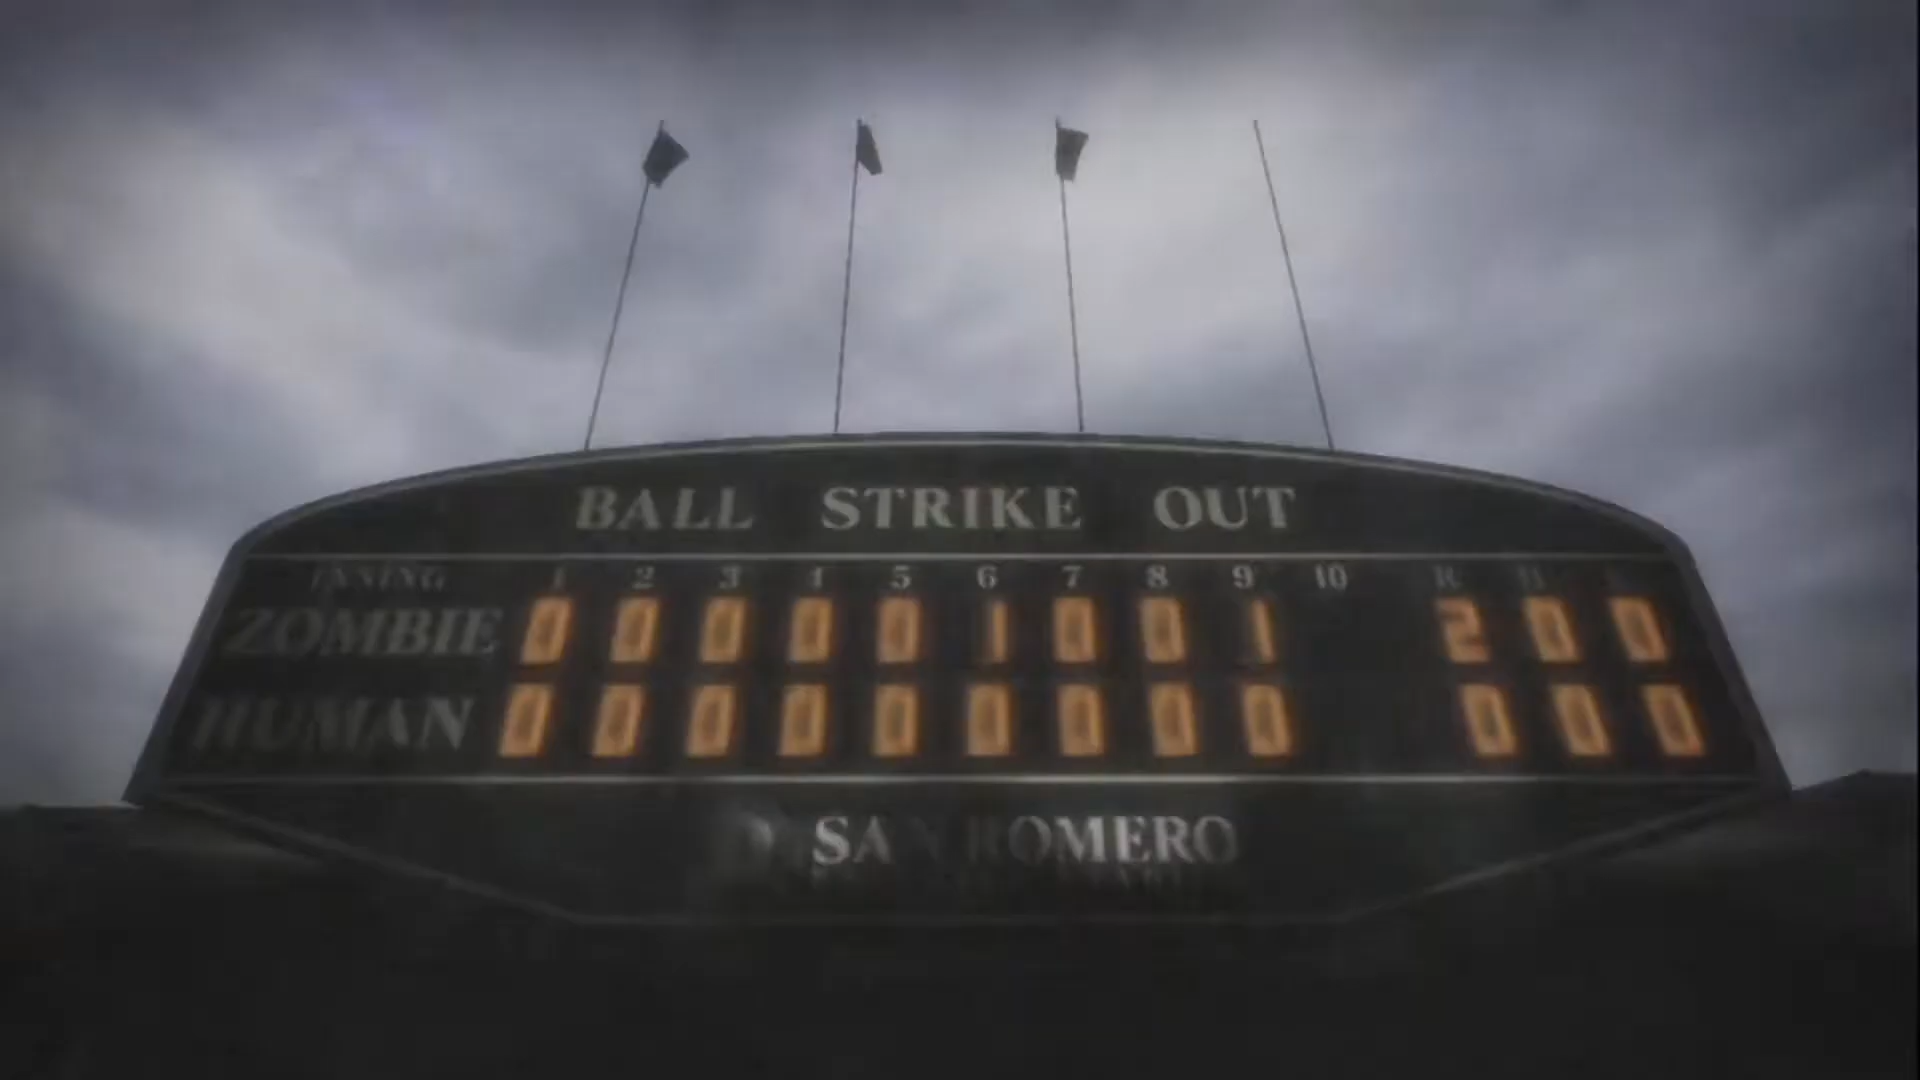 BALL STRIKE OUT
INNING 1 2 3 4 5 6 7 8 9 10 R H
ZOMBIE 0 0 0 0 0 1 0 0 1 2 0 0
HUMAN 0 0 0 0 0 0 0 0 0 0 0 0
SAN ROMERO